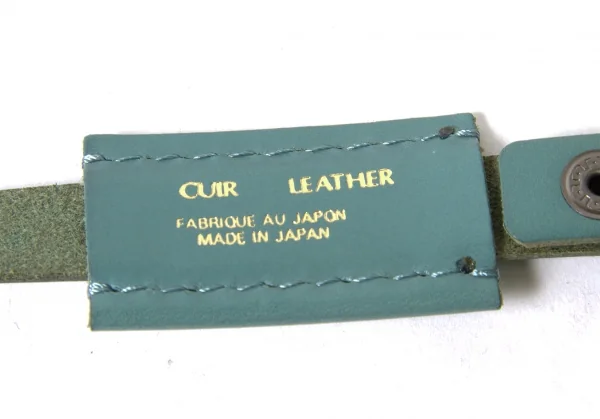 CUIR LEATHER
FABRIQUE AU JAPON
MADE IN JAPAN